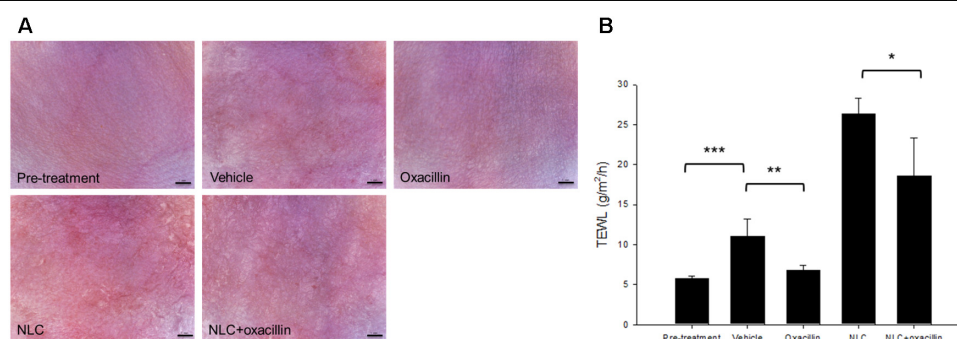 A
Pre-treatment
Vehicle
Oxacillin
NLC
NLC+oxacillin
B
TEWL (g/m²/h)
30
25
20
15
10
5
0
***
**
*
Pre-treatment Vehicle Oxacillin NLC NLC+oxacillin